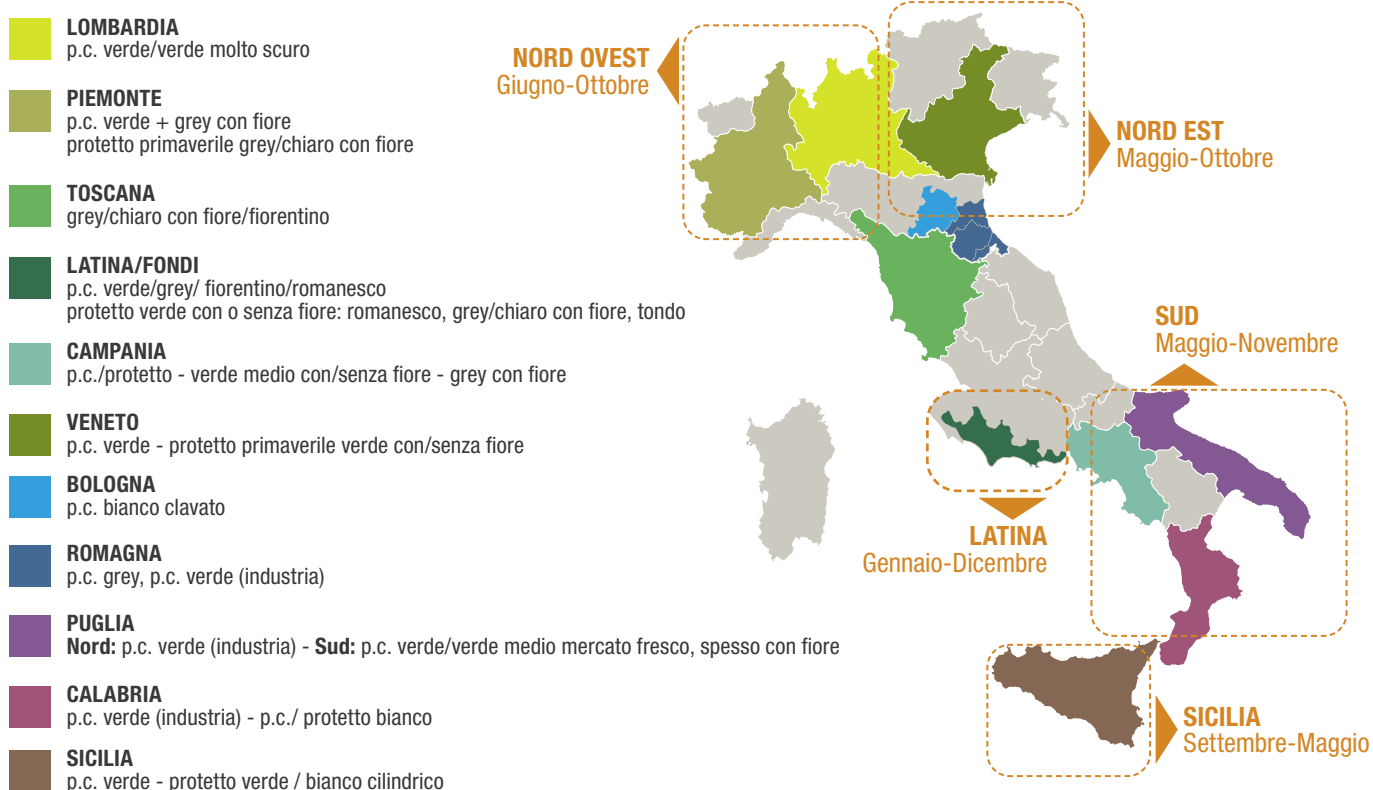 LOMBARDIA
p.c. verde/verde molto scuro
PIEMONTE
p.c. verde + grey con fiore
protetto primaverile grey/chiaro con fiore
TOSCANA
grey/chiaro con fiore/fiorentino
LATINA/FONDI
p.c. verde/grey/ fiorentino/romanesco
protetto verde con o senza fiore: romanesco, grey/chiaro con fiore, tondo
CAMPANIA
p.c./protetto - verde medio con/senza fiore - grey con fiore
VENETO
p.c. verde - protetto primaverile verde con/senza fiore
BOLOGNA
p.c. bianco clavato
ROMAGNA
p.c. grey, p.c. verde (industria)
PUGLIA
Nord: p.c. verde (industria) - Sud: p.c. verde/verde medio mercato fresco, spesso con fiore
CALABRIA
p.c. verde (industria) - p.c./ protetto bianco
SICILIA
p.c. verde - protetto verde / bianco cilindrico
NORD OVEST
Giugno-Ottobre
NORD EST
Maggio-Ottobre
SUD
Maggio-Novembre
LATINA
Gennaio-Dicembre
SICILIA
Settembre-Maggio